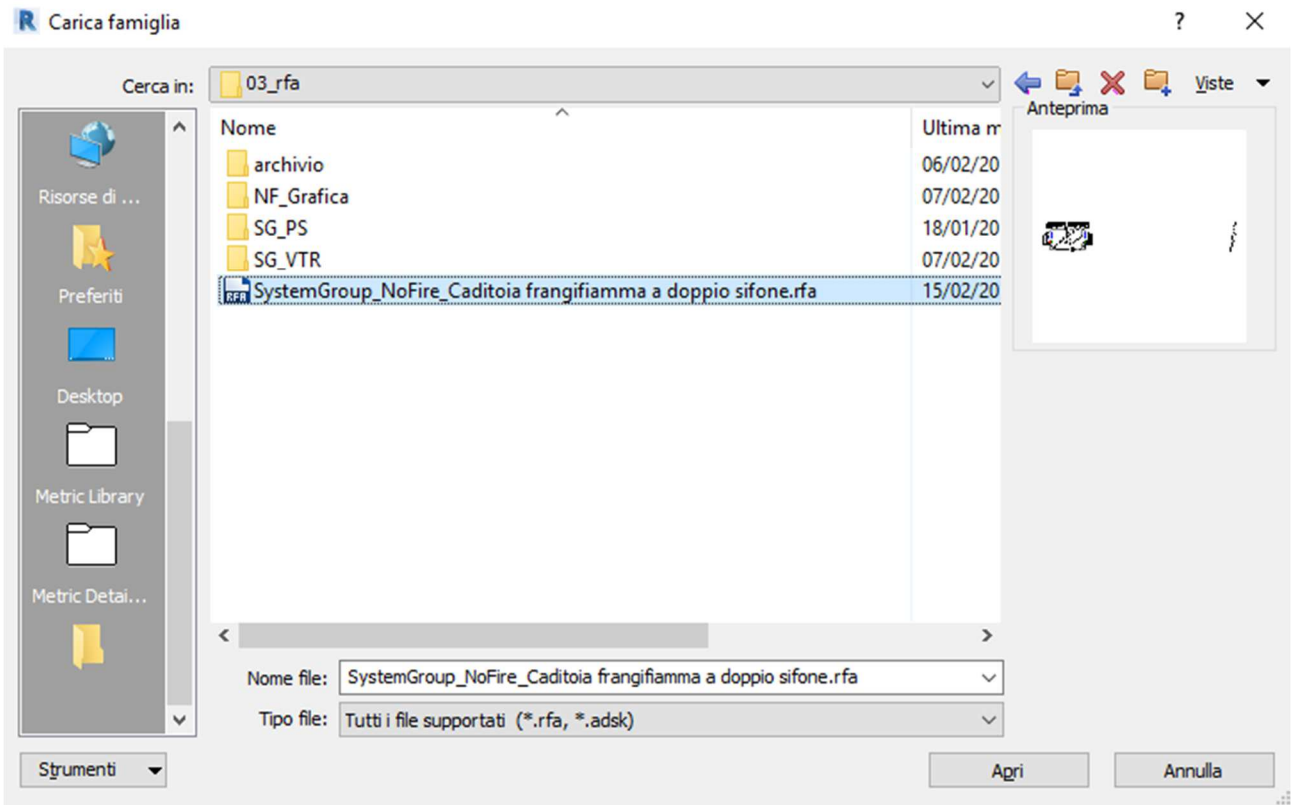 R Carica famiglia
?
Cerca in:
03_rfa
Viste
Anteprima
Nome
Ultima m
archivio
06/02/20
NF_Grafica
07/02/20
SG_PS
18/01/20
SG_VTR
07/02/20
RFA
SystemGroup_NoFire_Caditoia frangifiamma a doppio sifone.rfa
15/02/20
Risorse di ...
Preferiti
Desktop
Metric Library
Metric Detai...
Nome file:
SystemGroup_NoFire_Caditoia frangifiamma a doppio sifone.rfa
Tipo file:
Tutti i file supportati (*.rfa, *.adsk)
Strumenti
Apri
Annulla